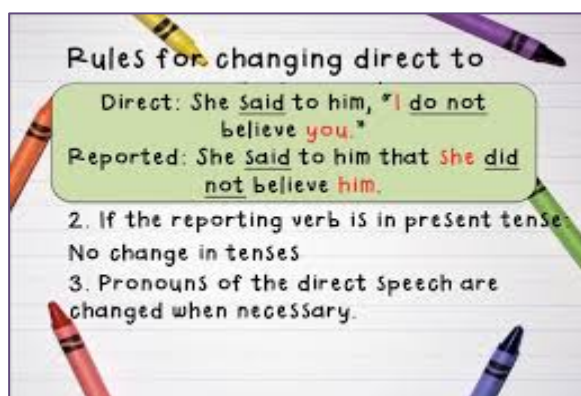 Rules for changing direct to
Direct: She said to him, "I do not
believe you."
Reported: She said to him that she did
not believe him.
2. If the reporting verb is in present tense:
No change in tenses
3. Pronouns of the direct speech are
changed when necessary.